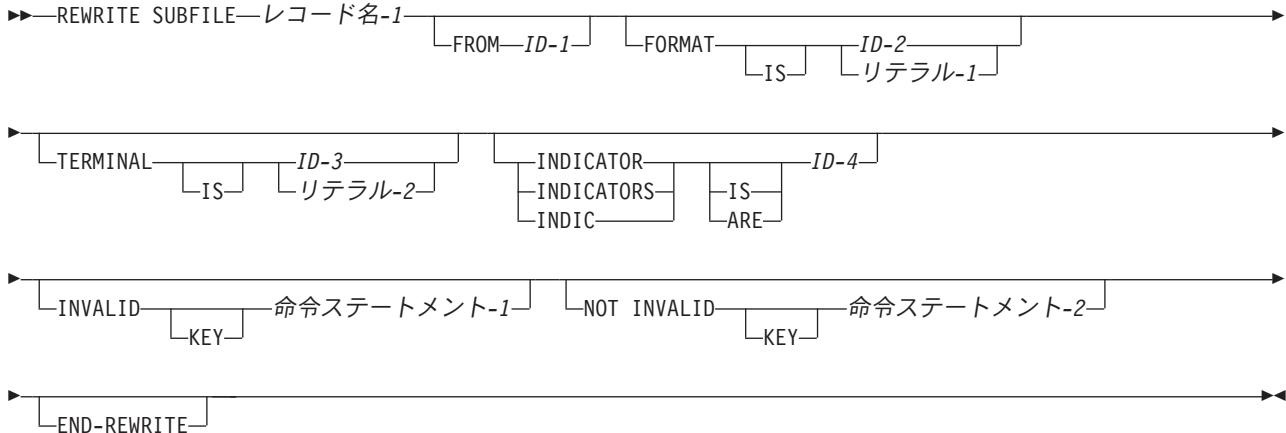 REWRITE SUBFILE レコード名-1
FROM ID-1 FORMAT ID-2
IS リテラル-1
TERMINAL ID-3 INDICATOR ID-4
IS リテラル-2 INDICATORS IS
INDIC ARE
INVALID 命令ステートメント-1 NOT INVALID 命令ステートメント-2
KEY KEY
END-REWRITE